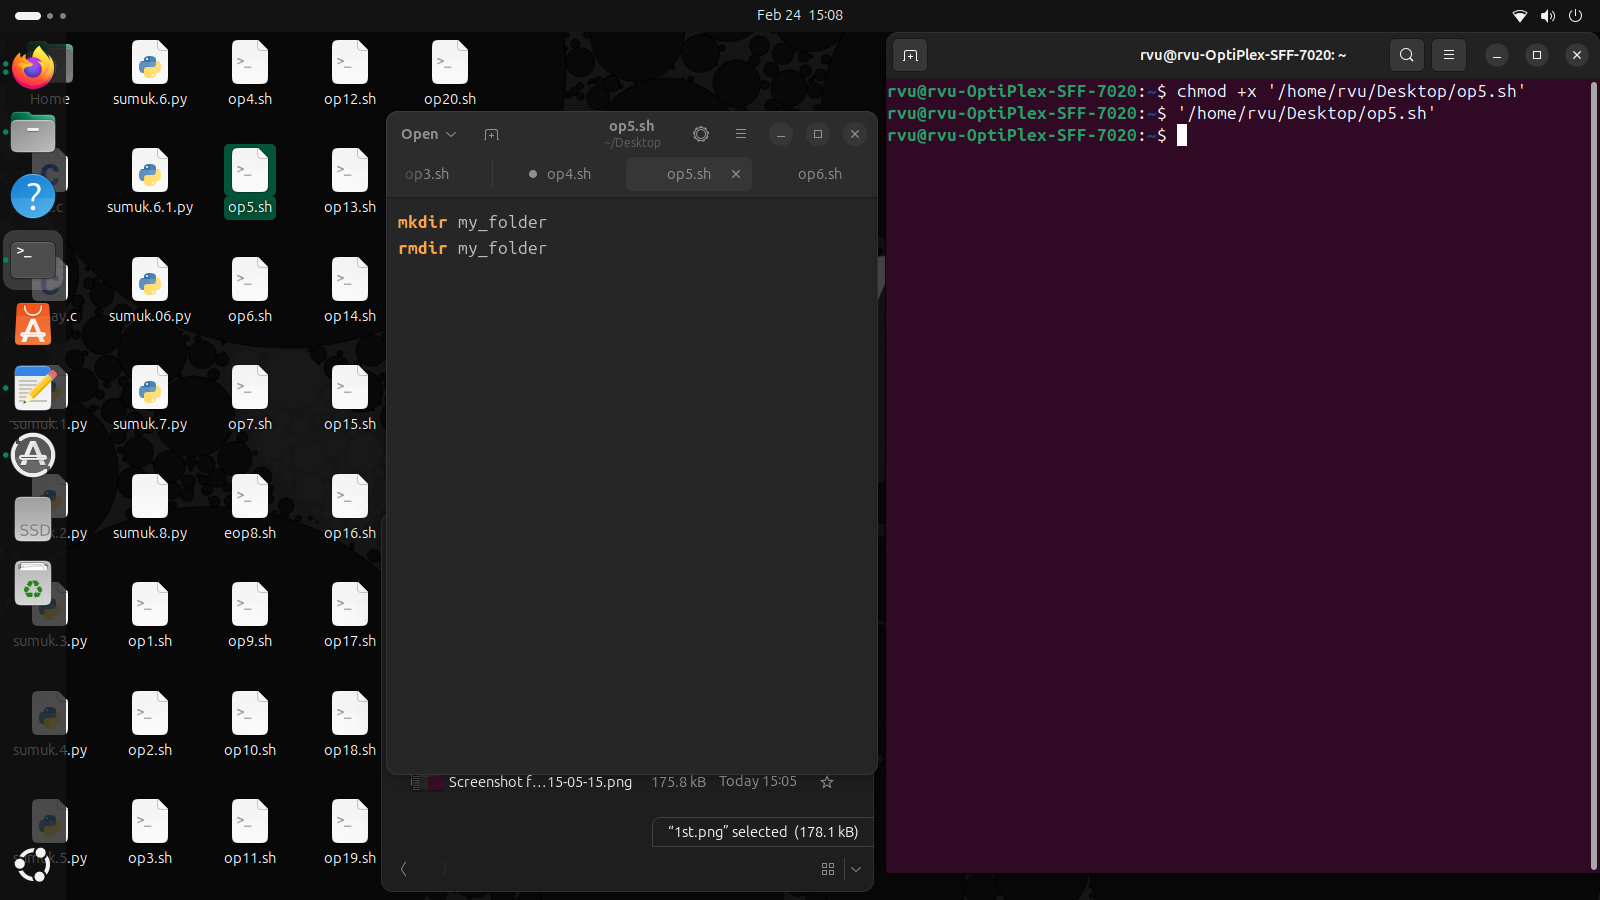 Feb 24 15:08
Home
sumuk.6.py
op4.sh
op12.sh
op20.sh
sumuk.6.1.py
op5.sh
op13.sh
sumuk.06.py
op6.sh
op14.sh
sumuk.1.py
sumuk.7.py
op7.sh
op15.sh
SSD
sumuk.8.py
eop8.sh
op16.sh
sumuk.3.py
op1.sh
op9.sh
op17.sh
sumuk.4.py
op2.sh
op10.sh
op18.sh
op3.sh
op11.sh
op19.sh
Open
op5.sh
~/Desktop
op3.sh
op4.sh
op5.sh
op6.sh
mkdir my_folder
rmdir my_folder
Screenshot f…15-05-15.png 175.8 kB Today 15:05
“1st.png” selected (178.1 kB)
rvu@rvu-OptiPlex-SFF-7020: ~
rvu@rvu-OptiPlex-SFF-7020:~$ chmod +x '/home/rvu/Desktop/op5.sh'
rvu@rvu-OptiPlex-SFF-7020:~$ '/home/rvu/Desktop/op5.sh'
rvu@rvu-OptiPlex-SFF-7020:~$